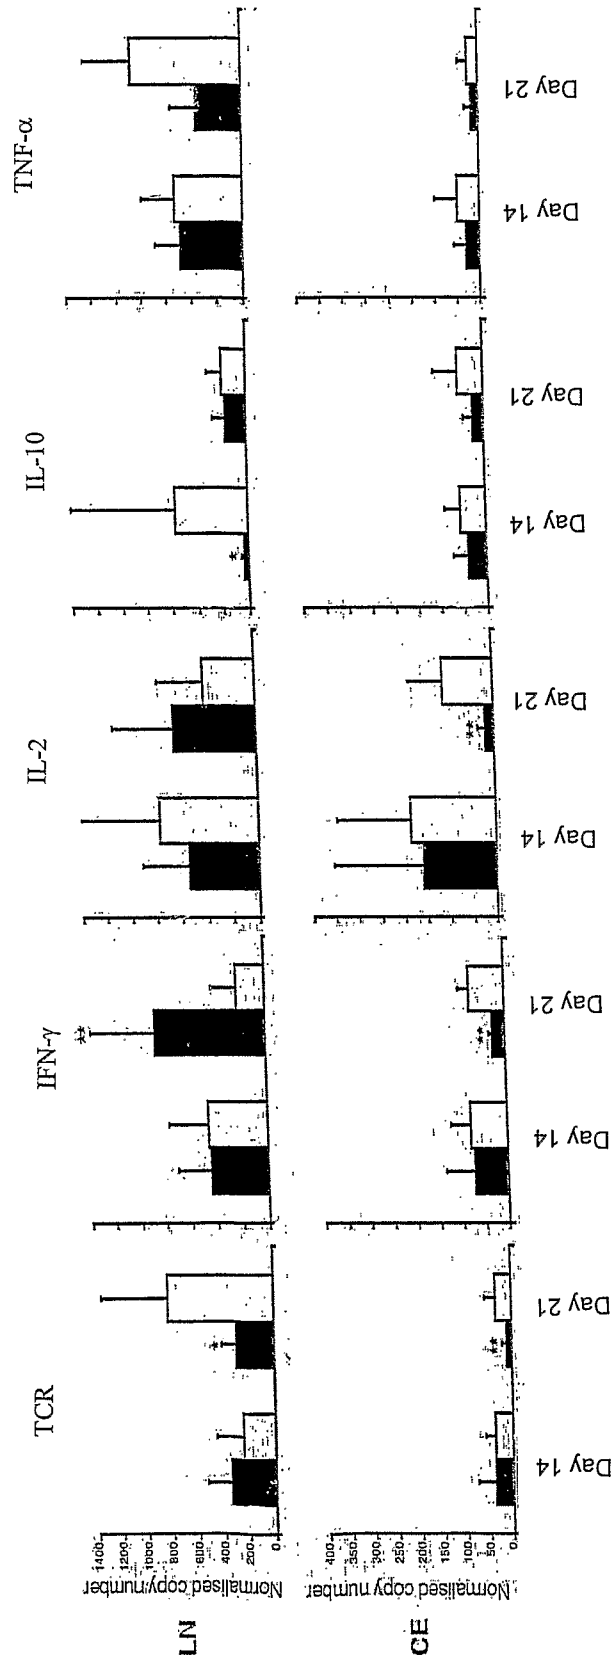 TCR
IFN-γ
IL-2
IL-10
TNF-α
LN
Normalised copy number
1400
1200
1000
800
600
400
200
0
**
*
*
CE
Normalised copy number
400
350
300
250
200
150
100
50
0
**
**
**
Day 14
Day 21
Day 14
Day 21
Day 14
Day 21
Day 14
Day 21
Day 14
Day 21